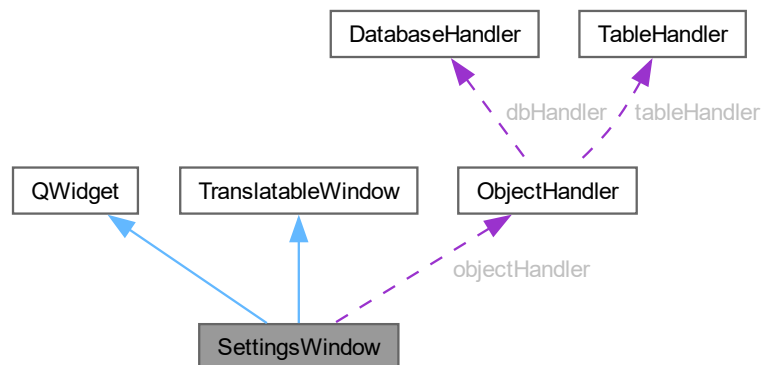 DatabaseHandler
TableHandler
dbHandler
tableHandler
QWidget
TranslatableWindow
ObjectHandler
objectHandler
SettingsWindow